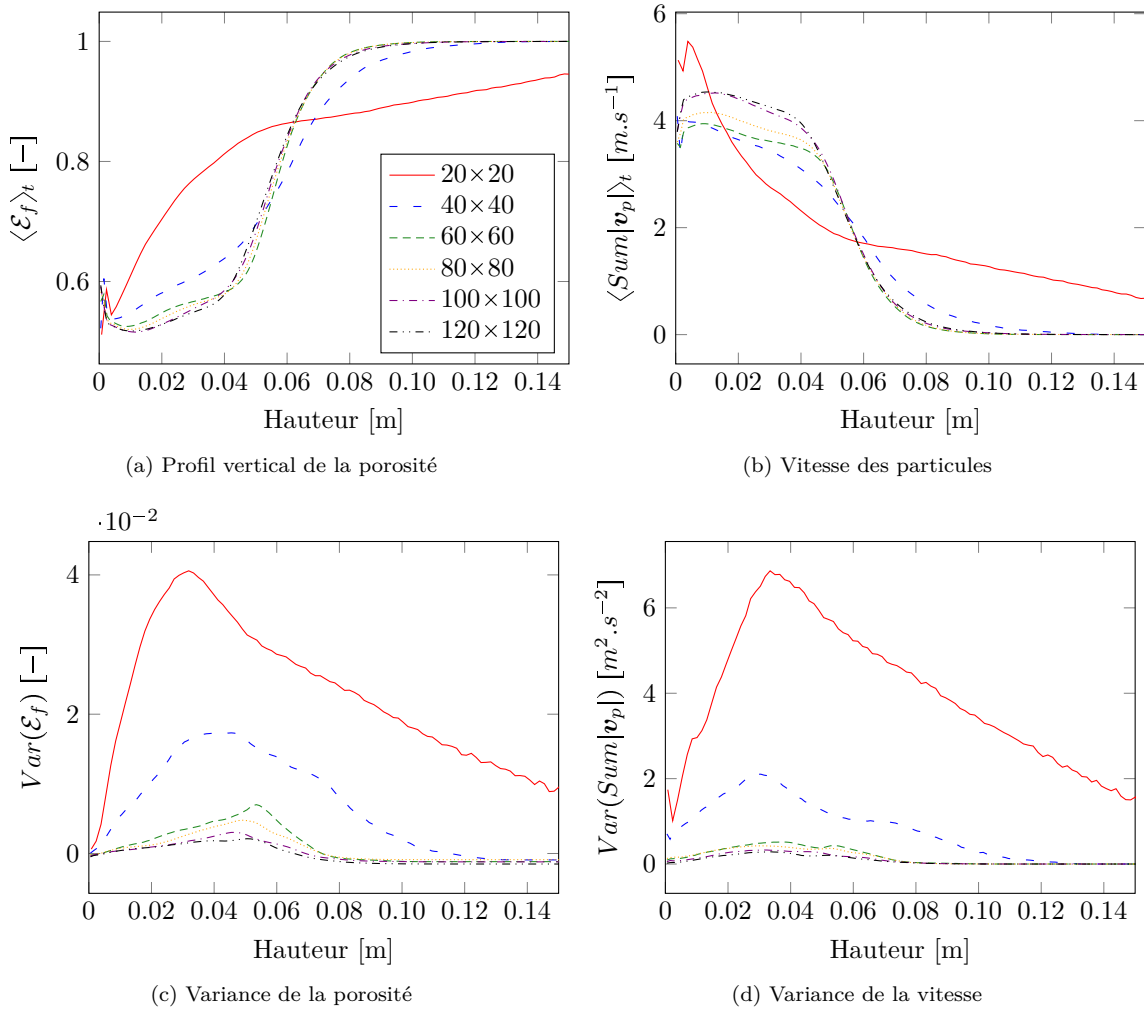 1
0.8
0.6
⟨ℰ_f⟩_t [−]
0 0.02 0.04 0.06 0.08 0.10 0.12 0.14
Hauteur [m]
20×20
40×40
60×60
80×80
100×100
120×120
(a) Profil vertical de la porosité
6
4
2
0
⟨Sum|𝒗_p|⟩_t [m.s⁻¹]
0 0.02 0.04 0.06 0.08 0.10 0.12 0.14
Hauteur [m]
(b) Vitesse des particules
·10⁻²
4
2
0
Var(ℰ_f) [−]
0 0.02 0.04 0.06 0.08 0.10 0.12 0.14
Hauteur [m]
(c) Variance de la porosité
6
4
2
0
Var(Sum|𝒗_p|) [m².s⁻²]
0 0.02 0.04 0.06 0.08 0.10 0.12 0.14
Hauteur [m]
(d) Variance de la vitesse